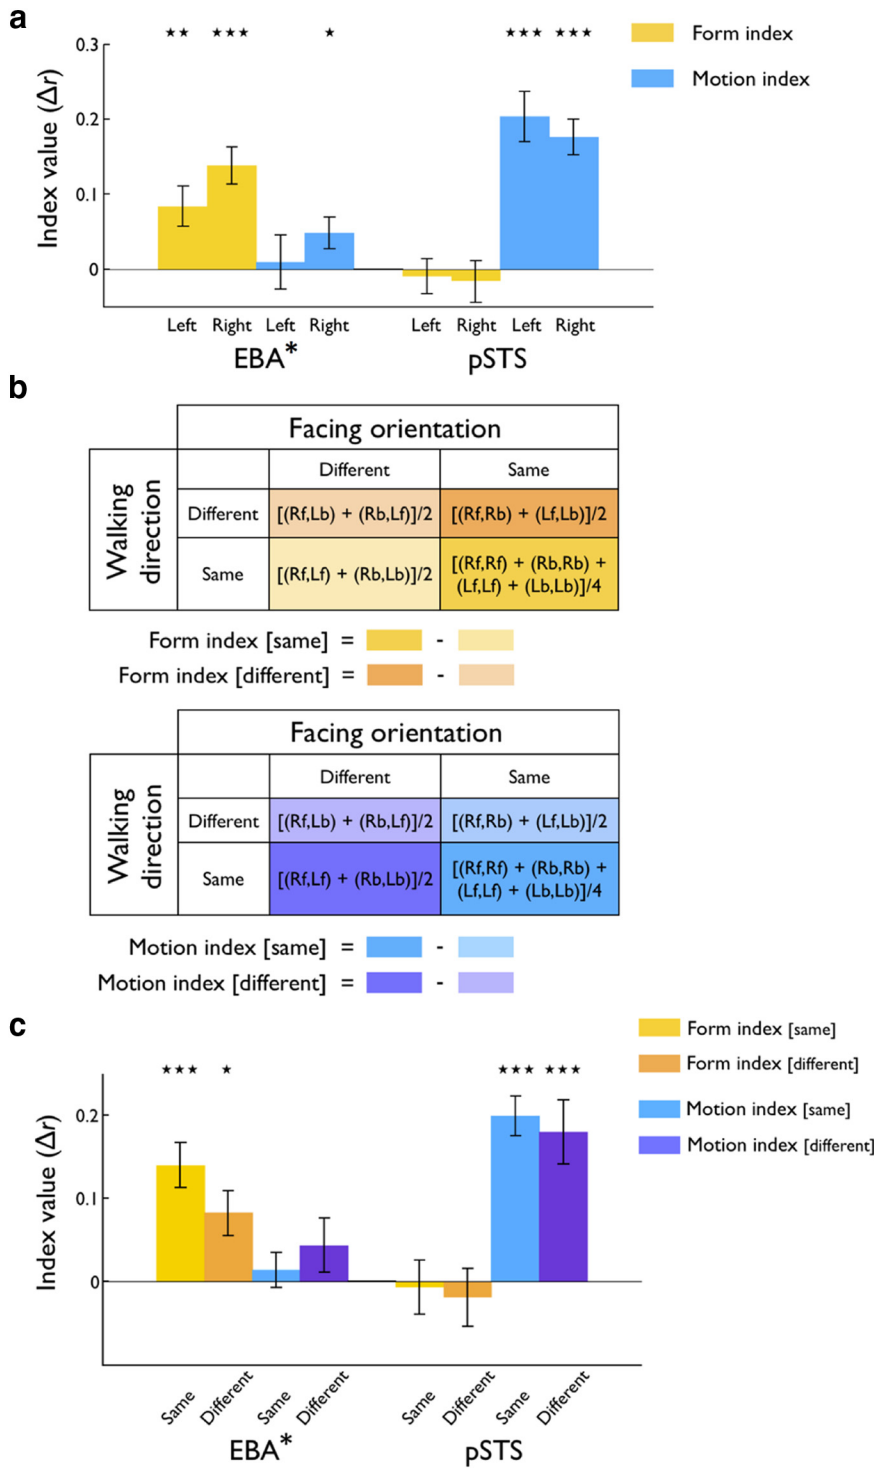 a
★★ ★★★ ★ ★★★ ★★★
Form index
Motion index
Index value (Δr)
0.3
0.2
0.1
0
Left Right Left Right Left Right Left Right
EBA* pSTS
b
Facing orientation
Walking direction
Different Same
Different [(Rf,Lb) + (Rb,Lf)]/2 [(Rf,Rb) + (Lf,Lb)]/2
Same [(Rf,Lf) + (Rb,Lb)]/2 [(Rf,Rf) + (Rb,Rb) +
(Lf,Lf) + (Lb,Lb)]/4
Form index [same] = -
Form index [different] = -
Facing orientation
Walking direction
Different Same
Different [(Rf,Lb) + (Rb,Lf)]/2 [(Rf,Rb) + (Lf,Lb)]/2
Same [(Rf,Lf) + (Rb,Lb)]/2 [(Rf,Rf) + (Rb,Rb) +
(Lf,Lf) + (Lb,Lb)]/4
Motion index [same] = -
Motion index [different] = -
c
★★★ ★ ★★★ ★★★
Form index [same]
Form index [different]
Motion index [same]
Motion index [different]
Index value (Δr)
0.2
0.1
0
Same Different Same Different Same Different Same Different
EBA* pSTS